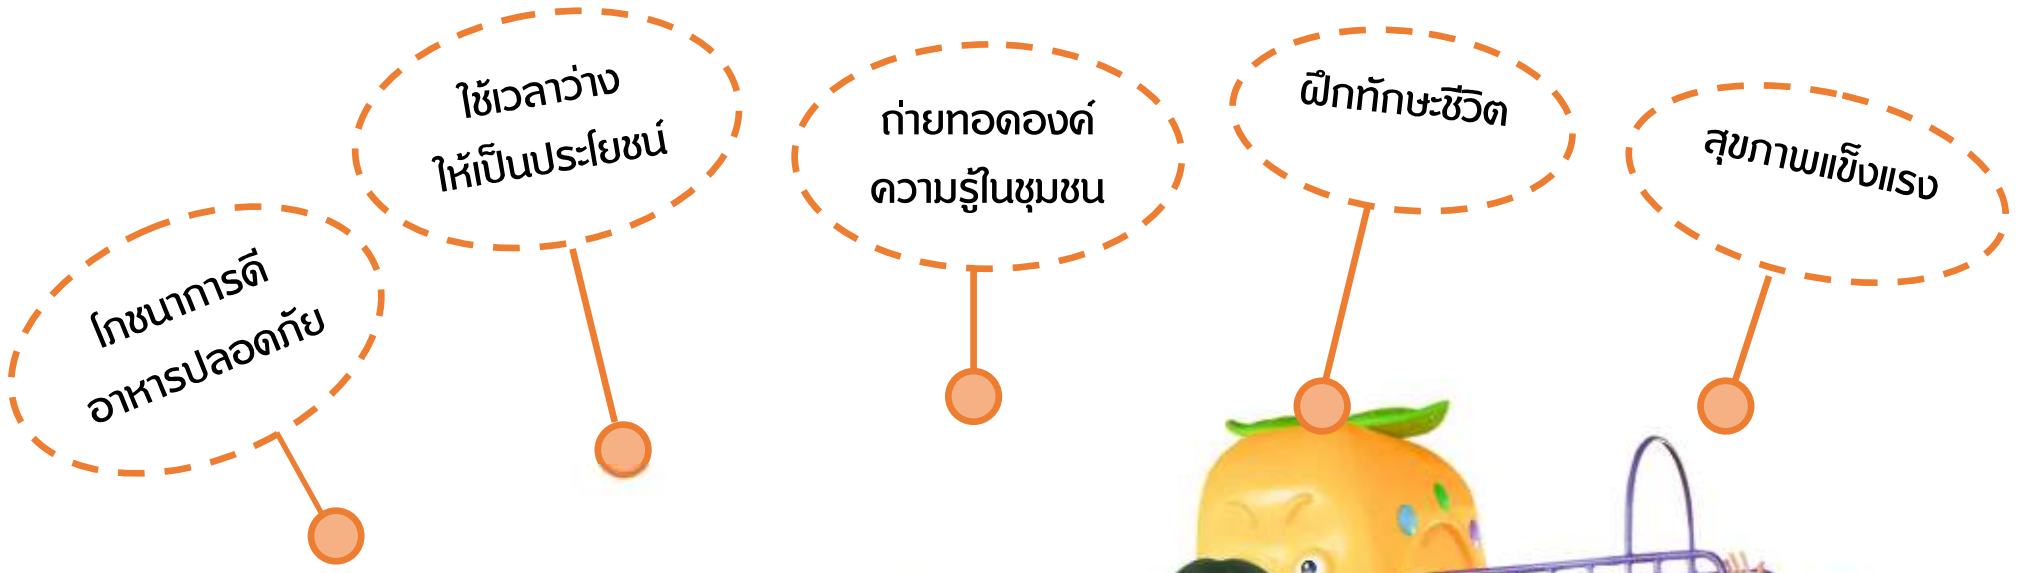 โภชนาการดี
อาหารปลอดภัย
ใช้เวลาว่าง
ให้เป็นประโยชน์
ถ่ายทอดองค์
ความรู้ในชุมชน
ฝึกทักษะชีวิต
สุขภาพแข็งแรง